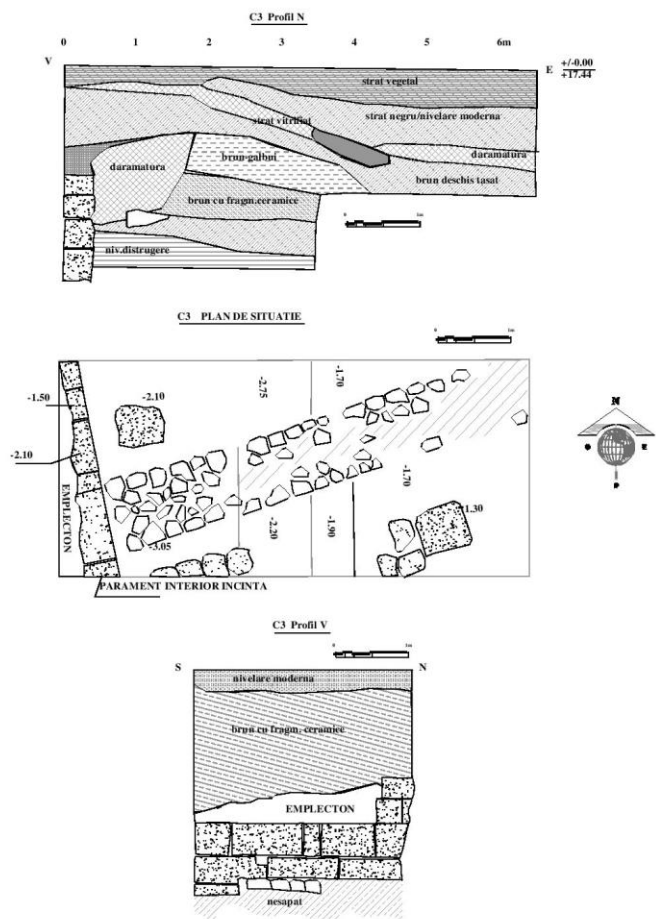 C3 Profil N
0 1 2 3 4 5 6m
V
E
+/-0.00
+17.44
strat vegetal
strat vitrifiat
strat negru/nivelare moderna
daramatura
brun-galbui
daramatura
brun cu fragm.ceramice
brun deschis tasat
niv.distrugere
1m
C3 PLAN DE SITUATIE
1m
-1.50
-2.10
-2.10
-2.75
-1.70
EMPLECTON
-3.05
-2.20
-1.90
-1.70
-1.30
N
E
PARAMENT INTERIOR INCINTA
C3 Profil V
1m
S
N
nivelare moderna
brun cu fragm. ceramice
EMPLECTON
nesapat